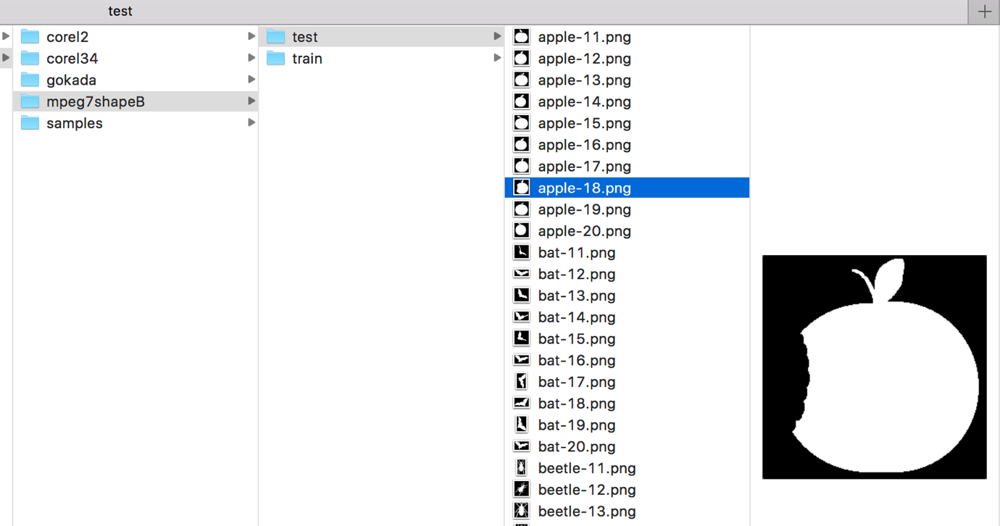 test
corel2
corel34
gokada
mpeg7shapeB
samples
test
train
apple-11.png
apple-12.png
apple-13.png
apple-14.png
apple-15.png
apple-16.png
apple-17.png
apple-18.png
apple-19.png
apple-20.png
bat-11.png
bat-12.png
bat-13.png
bat-14.png
bat-15.png
bat-16.png
bat-17.png
bat-18.png
bat-19.png
bat-20.png
beetle-11.png
beetle-12.png
beetle-13.png